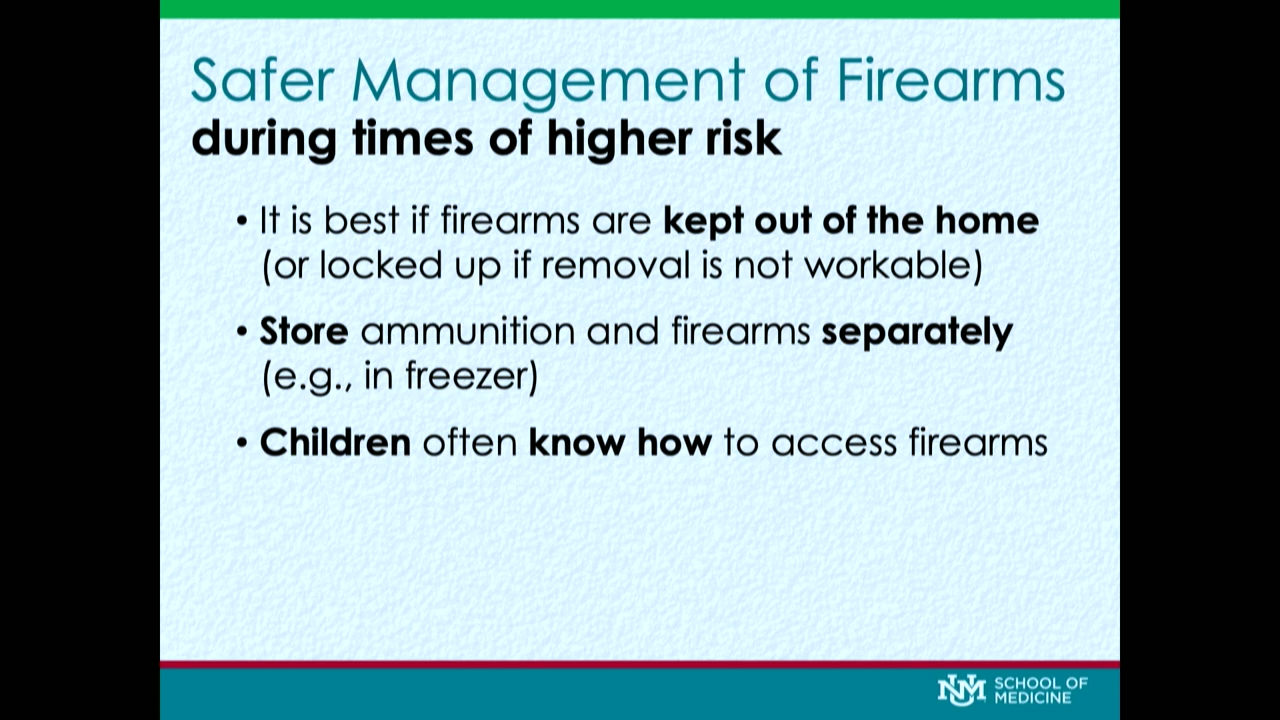 Safer Management of Firearms
during times of higher risk
• It is best if firearms are kept out of the home
(or locked up if removal is not workable)
• Store ammunition and firearms separately
(e.g., in freezer)
• Children often know how to access firearms
UNM SCHOOL OF
MEDICINE